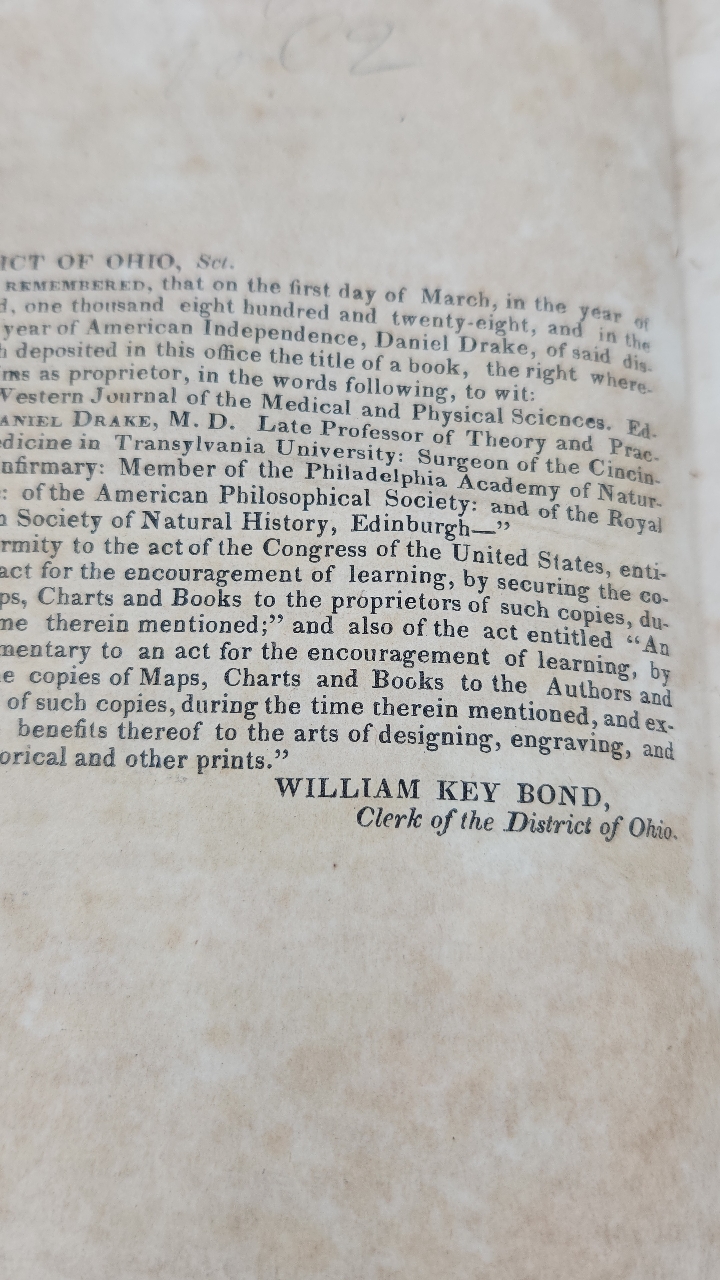 ICT OF OHIO, Sct.
REMEMBERED, that on the first day of March, in the year of
d, one thousand eight hundred and twenty-eight, and in the
year of American Independence, Daniel Drake, of said dis-
h deposited in this office the title of a book, the right where-
ms as proprietor, in the words following, to wit:
Western Journal of the Medical and Physical Sciences. Ed-
ANIEL DRAKE, M. D. Late Professor of Theory and Prac-
edicine in Transylvania University: Surgeon of the Cincin-
nfirmary: Member of the Philadelphia Academy of Natur-
: of the American Philosophical Society: and of the Royal
n Society of Natural History, Edinburgh—”
rmity to the act of the Congress of the United States, enti-
act for the encouragement of learning, by securing the co-
ps, Charts and Books to the proprietors of such copies, du-
me therein mentioned;” and also of the act entitled “An
mentary to an act for the encouragement of learning, by
e copies of Maps, Charts and Books to the Authors and
of such copies, during the time therein mentioned, and ex-
benefits thereof to the arts of designing, engraving, and
orical and other prints.”
WILLIAM KEY BOND,
Clerk of the District of Ohio.